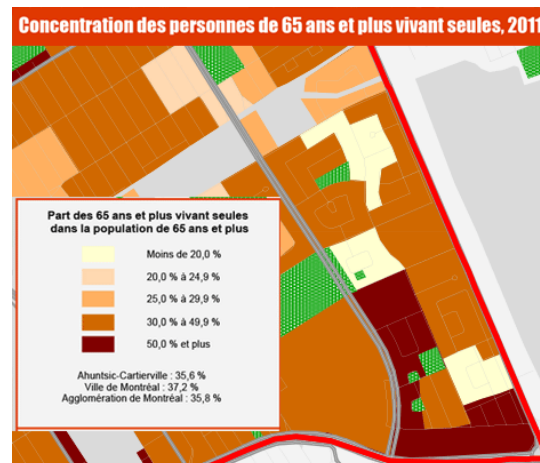 Concentration des personnes de 65 ans et plus vivant seules, 2011
Part des 65 ans et plus vivant seules
dans la population de 65 ans et plus
Moins de 20,0 %
20,0 % à 24,9 %
25,0 % à 29,9 %
30,0 % à 49,9 %
50,0 % et plus
Ahuntsic-Cartierville : 35,6 %
Ville de Montréal : 37,2 %
Agglomération de Montréal : 35,8 %